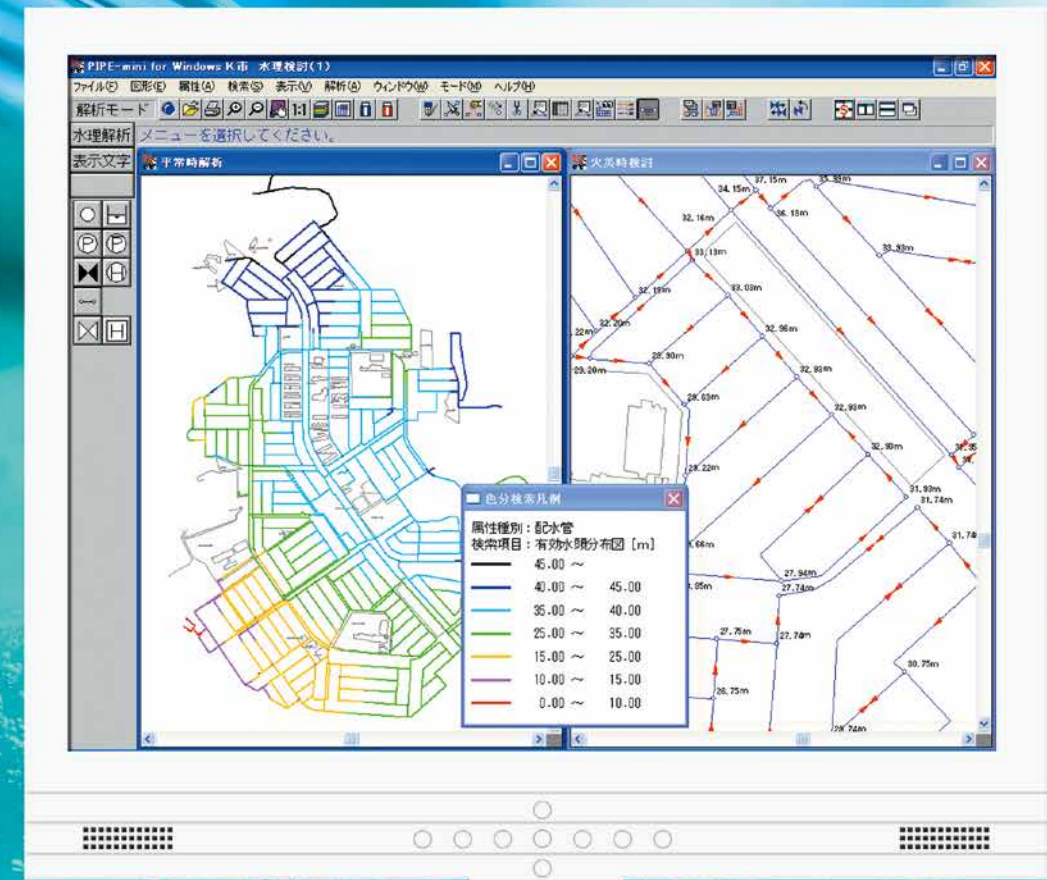 PIPE-mini for Windows K市 水理検討(1)
ファイル(F) 図形(E) 属性(A) 検索(S) 表示(V) 解析(A) ウィンドウ(W) モード(M) ヘルプ(H)
解析モード
1:1
水理解析 メニューを選択してください。
表示文字
平常時解析
P P
H
H
火災時検討
37.15m
34.15m
36.13m
32.16m
33.93m
33.13m
32.19m
33.03m
32.20m
32.96m
29.20m
28.90m
32.93m
28.63m
32.93m
32.90m
29.22m
31.93m
31.74m
27.94m
27.74m
27.75m
27.74m
30.75m
26.75m
28.74m
色分検索凡例
属性種別:配水管
検索項目:有効水頭分布図 [m]
45.00 ~
40.00 ~ 45.00
35.00 ~ 40.00
25.00 ~ 35.00
15.00 ~ 25.00
10.00 ~ 15.00
0.00 ~ 10.00